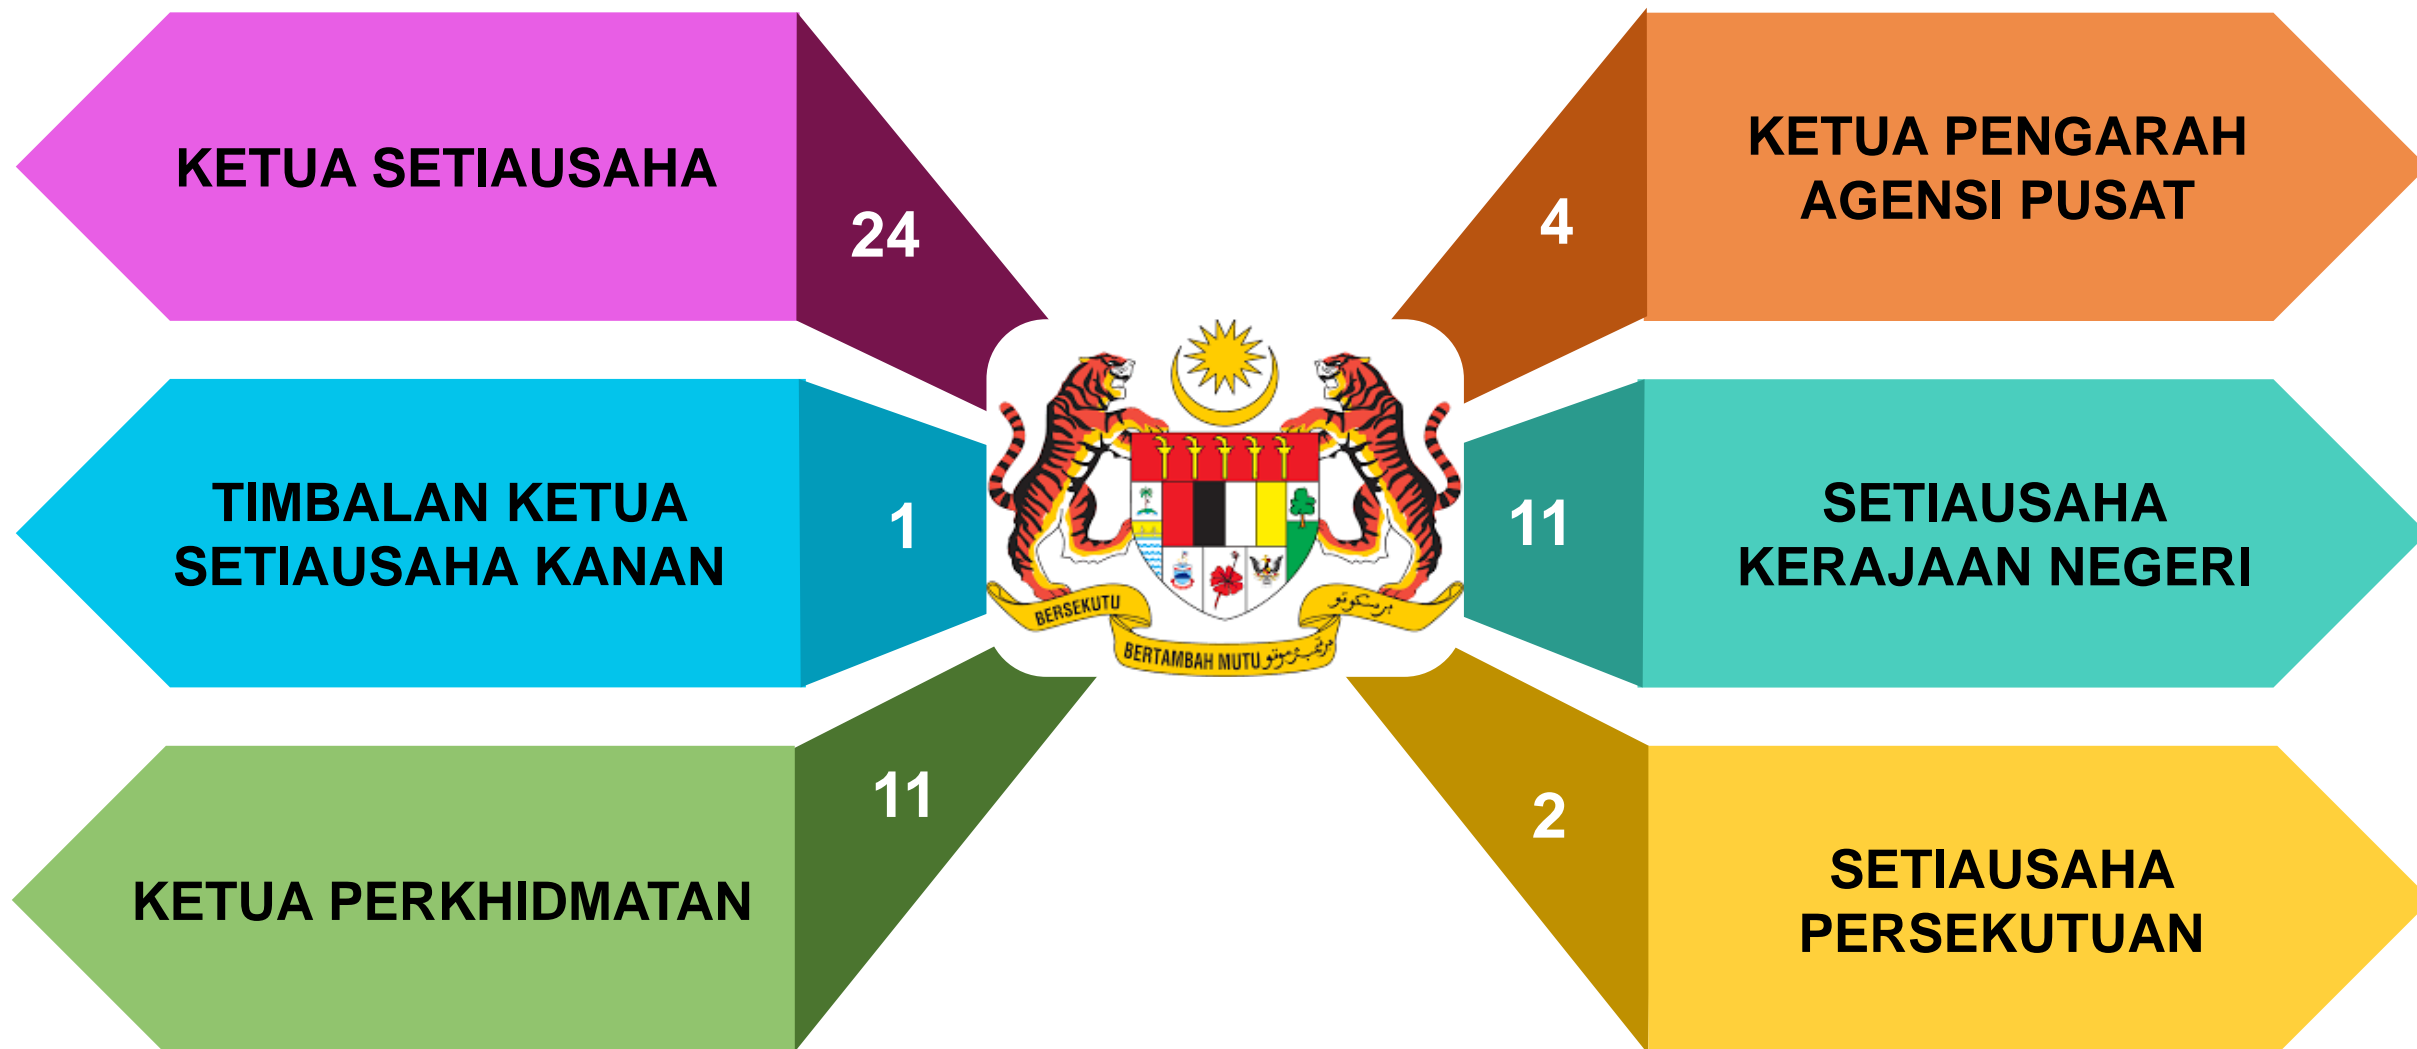 KETUA SETIAUSAHA
24
TIMBALAN KETUA
SETIAUSAHA KANAN
1
KETUA PERKHIDMATAN
11
4
KETUA PENGARAH
AGENSI PUSAT
11
SETIAUSAHA
KERAJAAN NEGERI
2
SETIAUSAHA
PERSEKUTUAN
BERSEKUTU
برسکوتو
BERTAMBAH MUTU